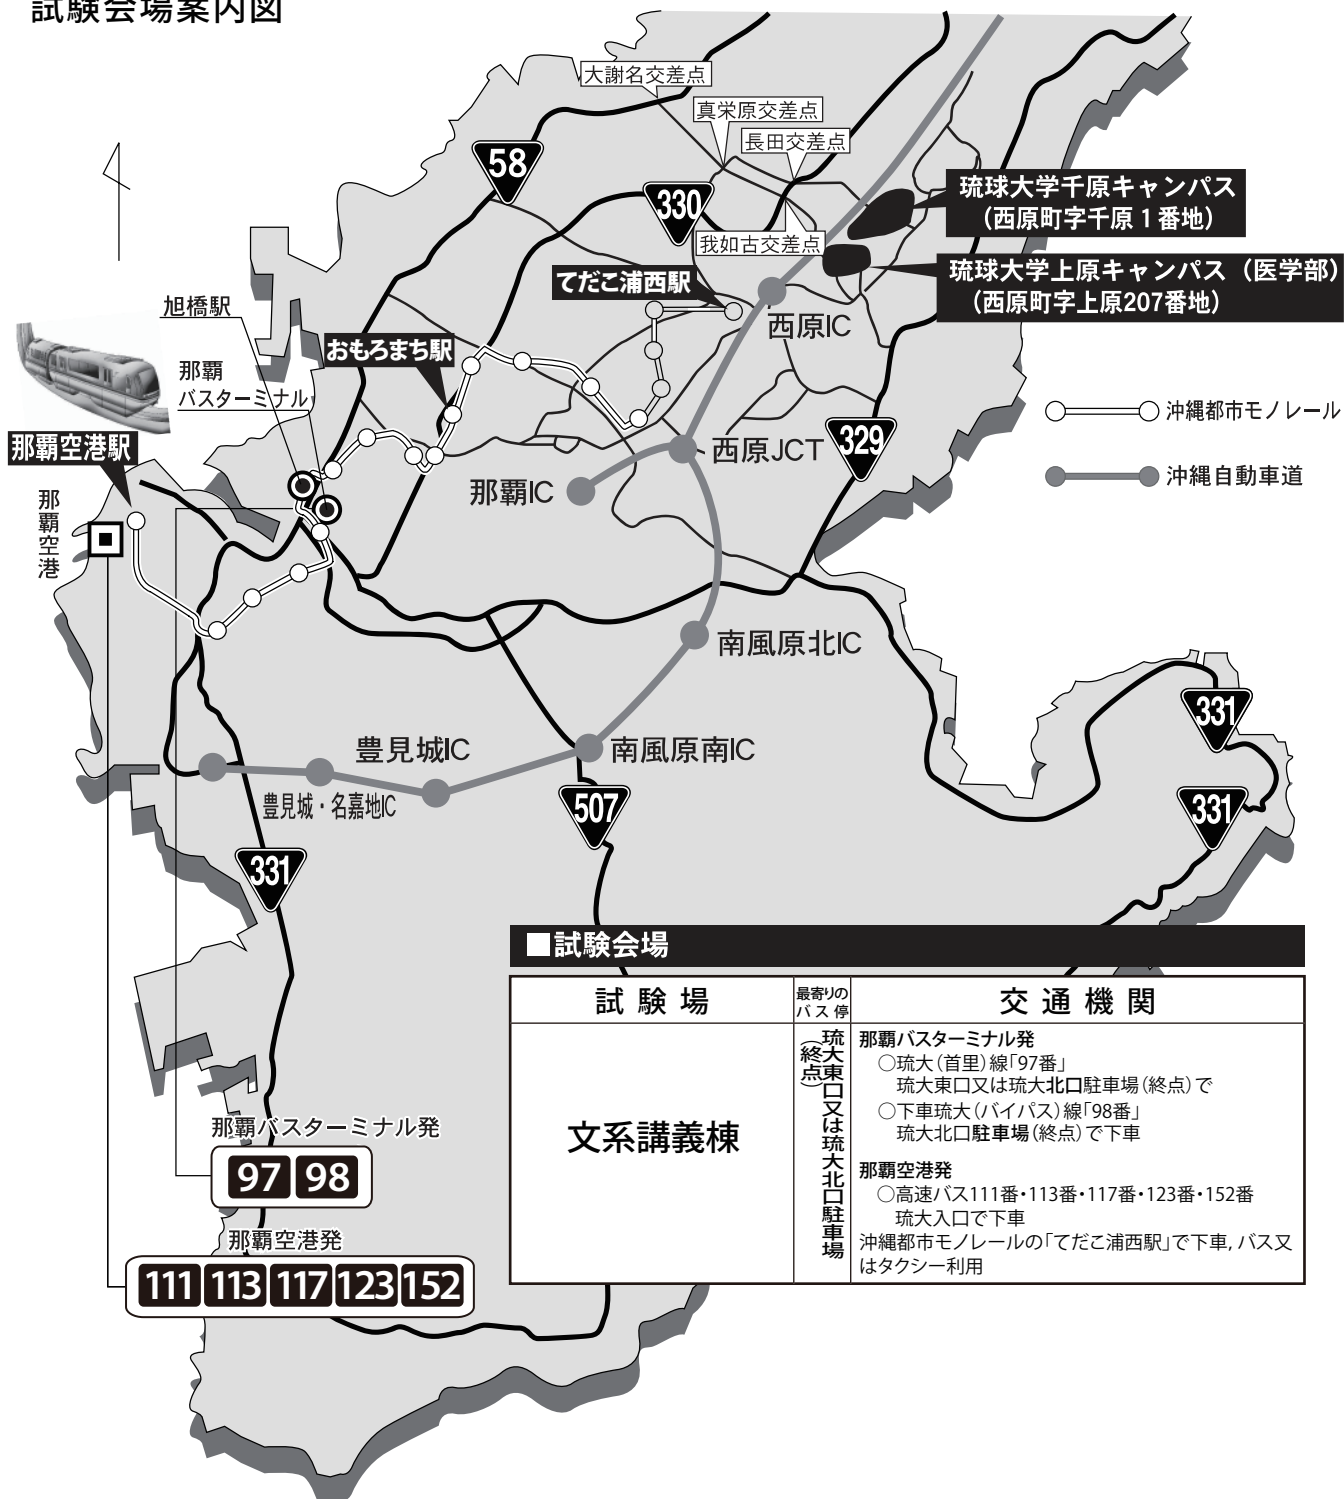 試験会場案内図
大謝名交差点
真栄原交差点
長田交差点
58
330
琉球大学千原キャンパス
（西原町字千原１番地）
我如古交差点
琉球大学上原キャンパス（医学部）
（西原町字上原207番地）
てだこ浦西駅
旭橋駅
西原IC
おもろまち駅
那覇
バスターミナル
沖縄都市モノレール
那覇空港駅
329
西原JCT
沖縄自動車道
那覇IC
那覇空港
南風原北IC
331
豊見城IC
南風原南IC
豊見城・名嘉地IC
507
331
331
■試験会場
試験場
最寄りの
バス停
交通機関
文系講義棟
琉大東口又は琉大北口駐車場
（終点）
那覇バスターミナル発
○琉大（首里）線｢97番｣
琉大東口又は琉大北口駐車場（終点）で
○下車琉大（バイパス）線｢98番｣
琉大北口駐車場（終点）で下車
那覇空港発
○高速バス111番・113番・117番・123番・152番
琉大入口で下車
沖縄都市モノレールの｢てだこ浦西駅｣で下車，バス又
はタクシー利用
那覇バスターミナル発
97 98
那覇空港発
111 113 117 123 152